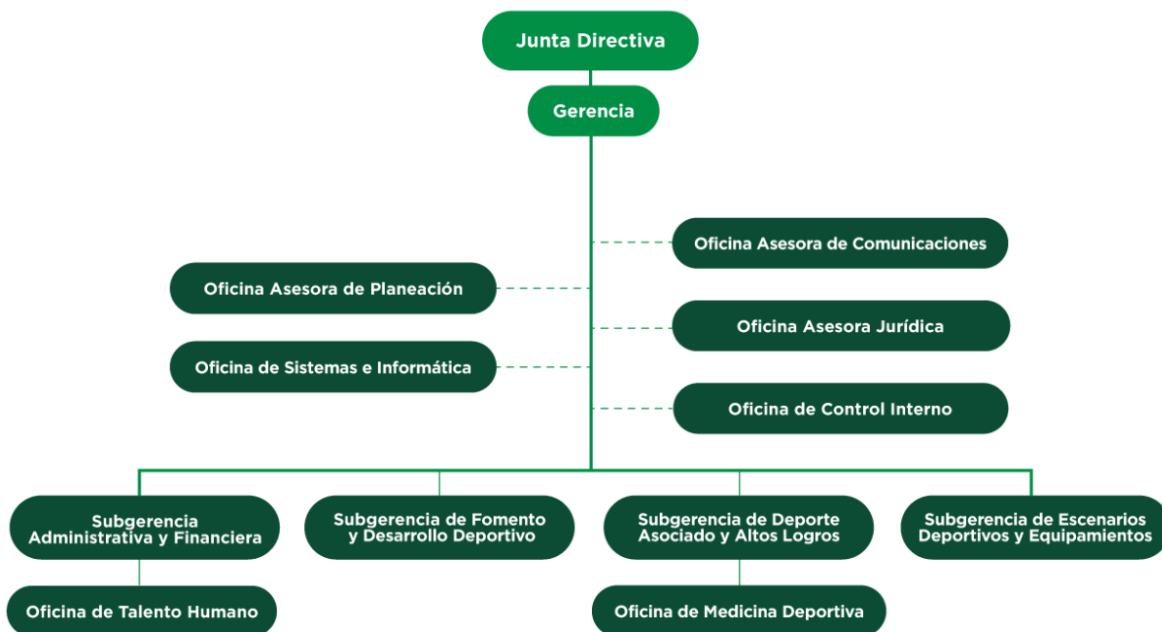 Junta Directiva
Gerencia
Oficina Asesora de Comunicaciones
Oficina Asesora de Planeación
Oficina Asesora Jurídica
Oficina de Sistemas e Informática
Oficina de Control Interno
Subgerencia
Administrativa y Financiera
Subgerencia de Fomento
y Desarrollo Deportivo
Subgerencia de Deporte
Asociado y Altos Logros
Subgerencia de Escenarios
Deportivos y Equipamientos
Oficina de Talento Humano
Oficina de Medicina Deportiva